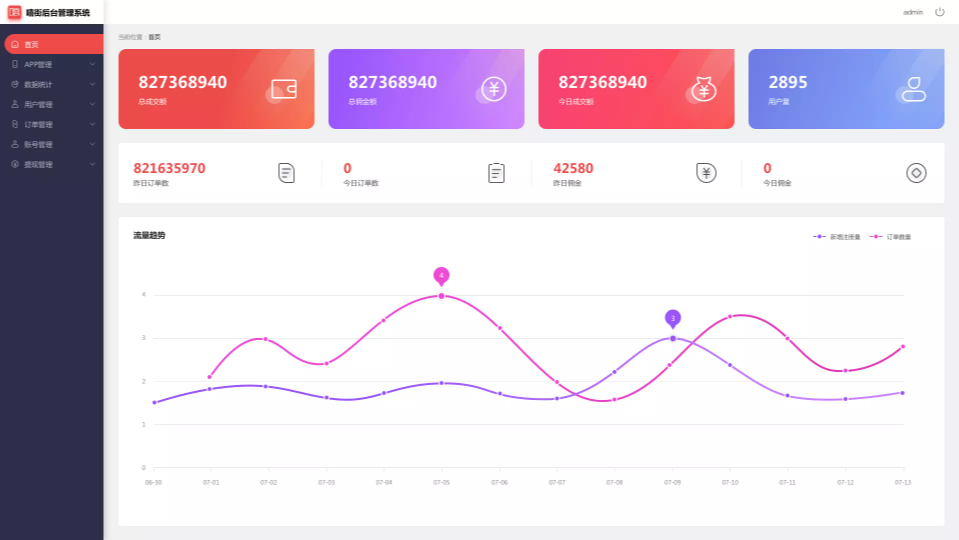 喵街后台管理系统
admin
首页
APP管理
数据统计
用户管理
订单管理
账号管理
提现管理
当前位置：首页
827368940
总成交额
827368940
总佣金额
827368940
今日成交额
2895
用户量
821635970
昨日订单数
0
今日订单数
42580
昨日佣金
0
今日佣金
流量趋势
新增注册量
订单数量
4
3
4
3
2
1
0
06-30
07-01
07-02
07-03
07-04
07-05
07-06
07-07
07-08
07-09
07-10
07-11
07-12
07-13